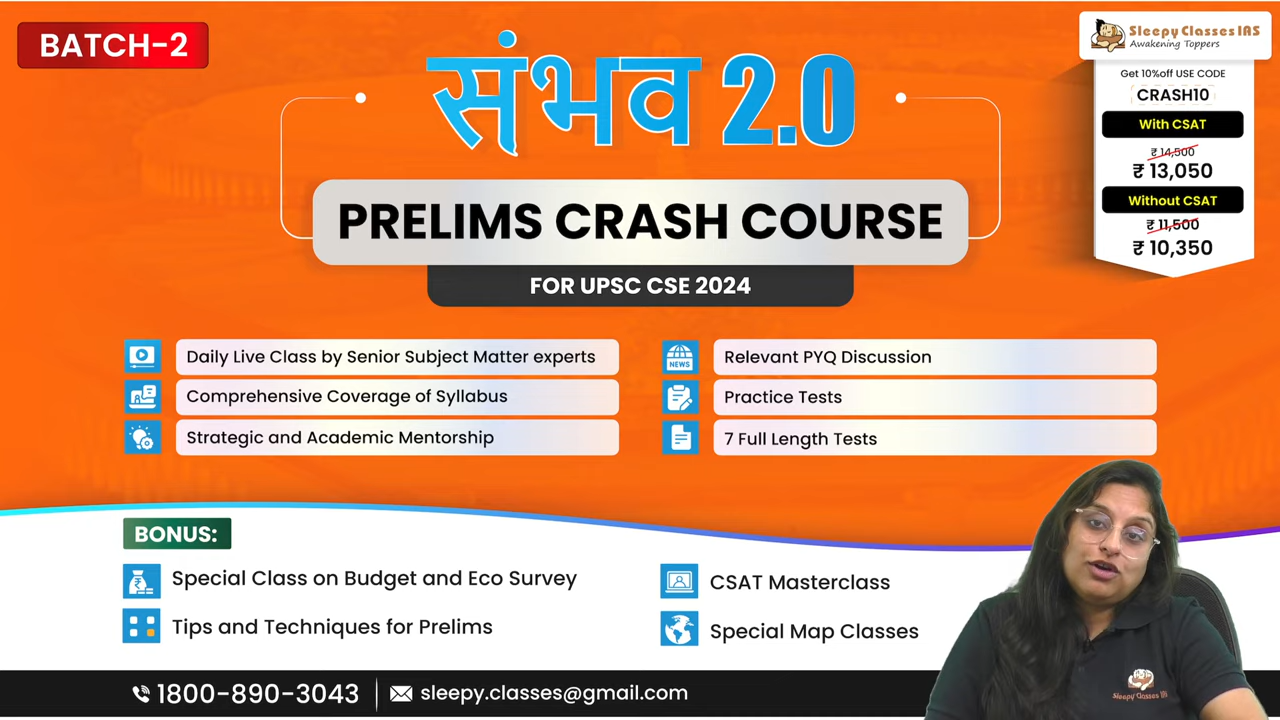 BATCH-2
संभव 2.0
PRELIMS CRASH COURSE
FOR UPSC CSE 2024
Sleepy Classes IAS
Awakening Toppers
Get 10%off USE CODE
CRASH10
With CSAT
₹ 14,500
₹ 13,050
Without CSAT
₹ 11,500
₹ 10,350
Daily Live Class by Senior Subject Matter experts
Comprehensive Coverage of Syllabus
Strategic and Academic Mentorship
NEWS
Relevant PYQ Discussion
Practice Tests
7 Full Length Tests
BONUS:
₹
Special Class on Budget and Eco Survey
Tips and Techniques for Prelims
CSAT Masterclass
Special Map Classes
1800-890-3043
sleepy.classes@gmail.com
Sleepy Classes IAS